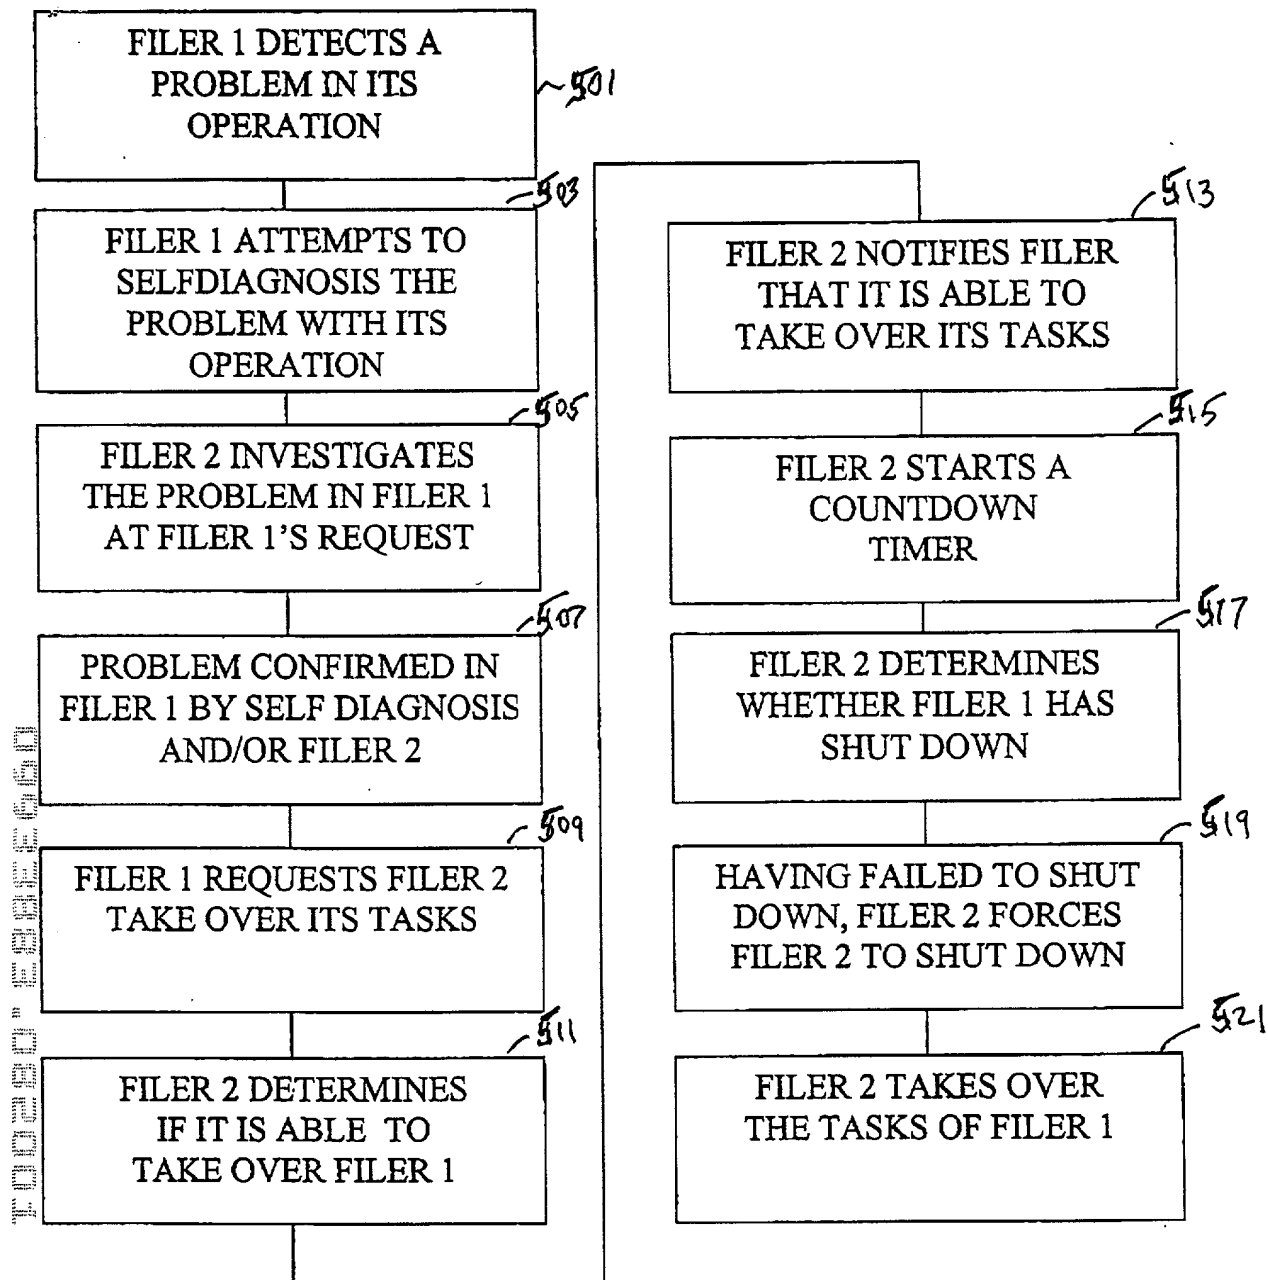 FILER 1 DETECTS A
PROBLEM IN ITS
OPERATION
501
503
FILER 1 ATTEMPTS TO
SELFDIAGNOSIS THE
PROBLEM WITH ITS
OPERATION
505
FILER 2 INVESTIGATES
THE PROBLEM IN FILER 1
AT FILER 1'S REQUEST
507
PROBLEM CONFIRMED IN
FILER 1 BY SELF DIAGNOSIS
AND/OR FILER 2
509
FILER 1 REQUESTS FILER 2
TAKE OVER ITS TASKS
511
FILER 2 DETERMINES
IF IT IS ABLE TO
TAKE OVER FILER 1
513
FILER 2 NOTIFIES FILER
THAT IT IS ABLE TO
TAKE OVER ITS TASKS
515
FILER 2 STARTS A
COUNTDOWN
TIMER
517
FILER 2 DETERMINES
WHETHER FILER 1 HAS
SHUT DOWN
519
HAVING FAILED TO SHUT
DOWN, FILER 2 FORCES
FILER 2 TO SHUT DOWN
521
FILER 2 TAKES OVER
THE TASKS OF FILER 1